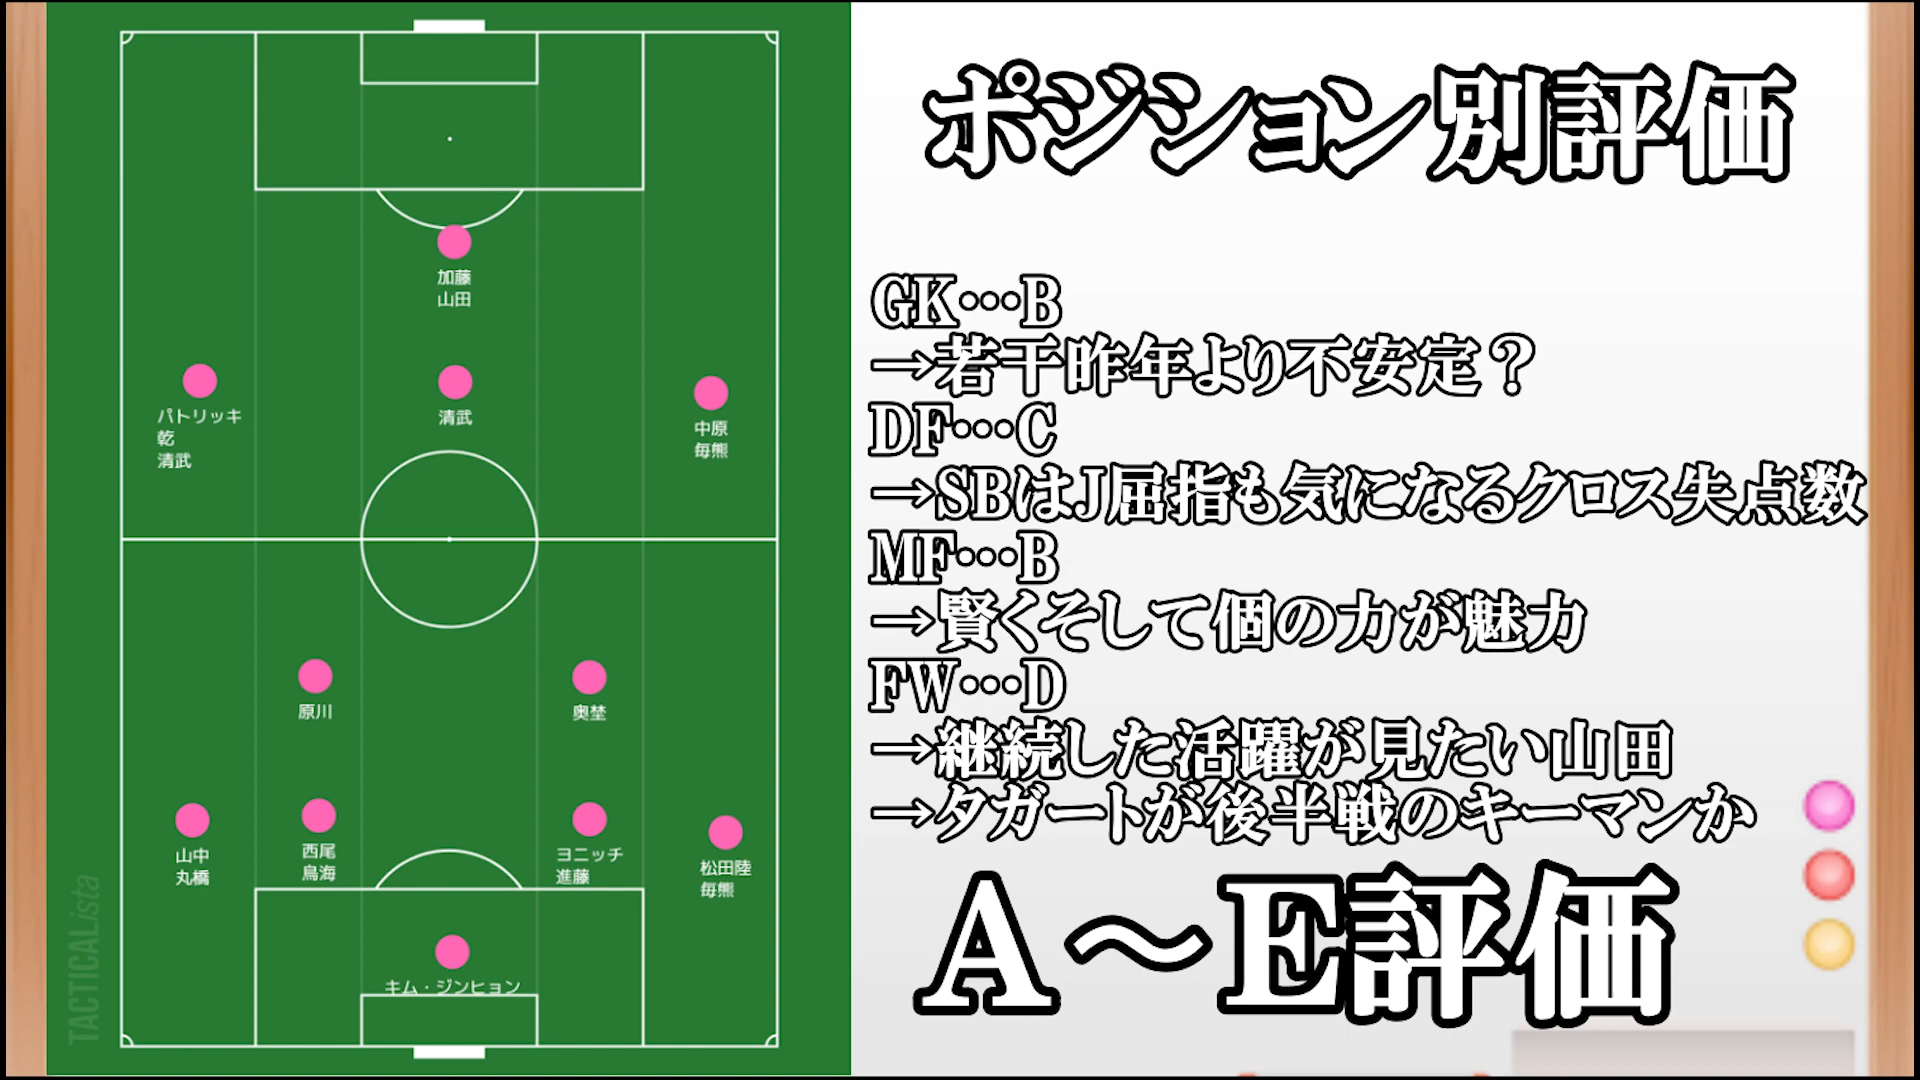 ポジション別評価
加藤
山田
パトリッキ
乾
清武
清武
中原
毎熊
原川
奥埜
山中
丸橋
西尾
鳥海
ヨニッチ
進藤
松田陸
毎熊
キム・ジンヒョン
TACTICALista
GK…B
→若干昨年より不安定？
DF…C
→SBはJ屈指も気になるクロス失点数
MF…B
→賢くそして個の力が魅力
FW…D
→継続した活躍が見たい山田
→タガートが後半戦のキーマンか
A～E評価